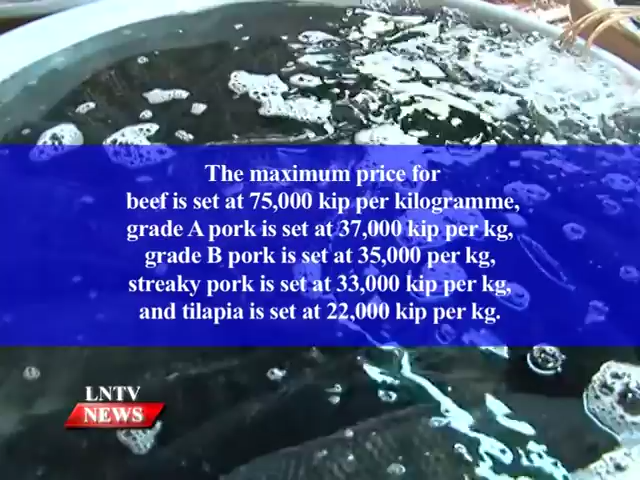 The maximum price for
beef is set at 75,000 kip per kilogramme,
grade A pork is set at 37,000 kip per kg,
grade B pork is set at 35,000 per kg,
streaky pork is set at 33,000 kip per kg,
and tilapia is set at 22,000 kip per kg.
LNTV
NEWS